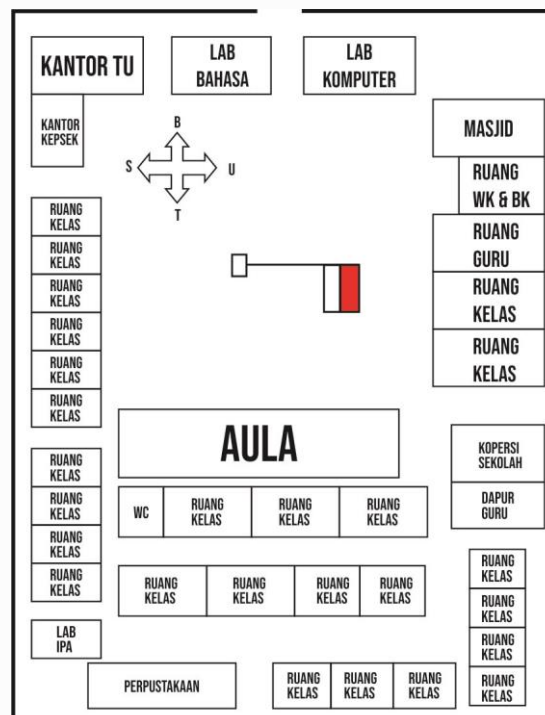 KANTOR TU
LAB
BAHASA
LAB
KOMPUTER
KANTOR
KEPSEK
MASJID
B
S
U
T
RUANG
WK & BK
RUANG
GURU
RUANG
KELAS
RUANG
KELAS
RUANG
KELAS
RUANG
KELAS
RUANG
KELAS
RUANG
KELAS
RUANG
KELAS
RUANG
KELAS
AULA
KOPERSI
SEKOLAH
DAPUR
GURU
RUANG
KELAS
RUANG
KELAS
RUANG
KELAS
RUANG
KELAS
WC
RUANG
KELAS
RUANG
KELAS
RUANG
KELAS
RUANG
KELAS
RUANG
KELAS
RUANG
KELAS
RUANG
KELAS
RUANG
KELAS
RUANG
KELAS
RUANG
KELAS
RUANG
KELAS
LAB
IPA
PERPUSTAKAAN
RUANG
KELAS
RUANG
KELAS
RUANG
KELAS